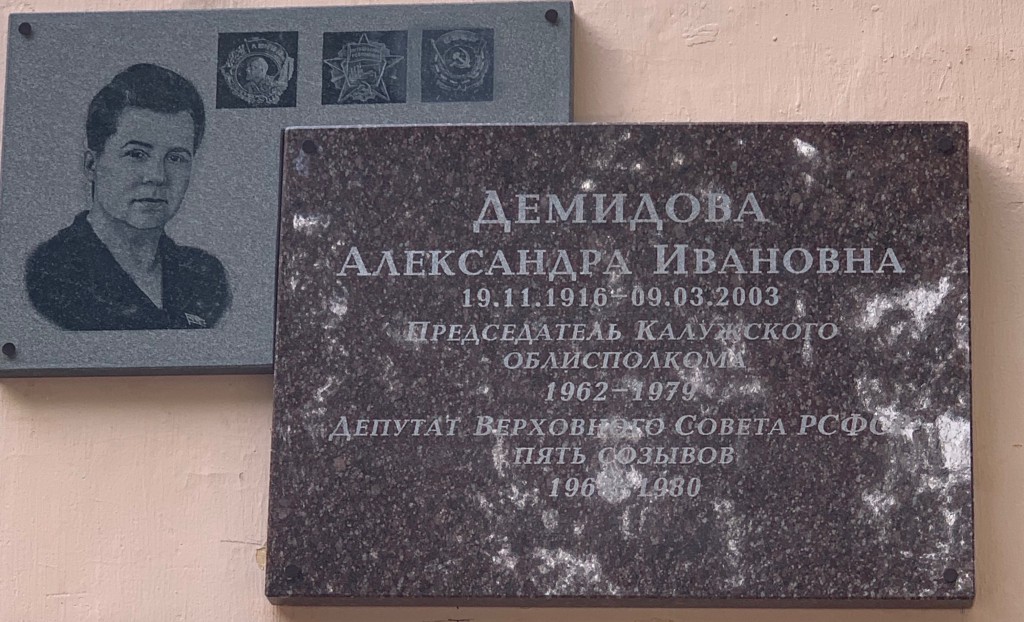 ДЕМИДОВА
АЛЕКСАНДРА ИВАНОВНА
19.11.1916–09.03.2003
ПРЕДСЕДАТЕЛЬ КАЛУЖСКОГО
ОБЛИСПОЛКОМА
1962–1979
ДЕПУТАТ ВЕРХОВНОГО СОВЕТА РСФС
ПЯТЬ СОЗЫВОВ
1980